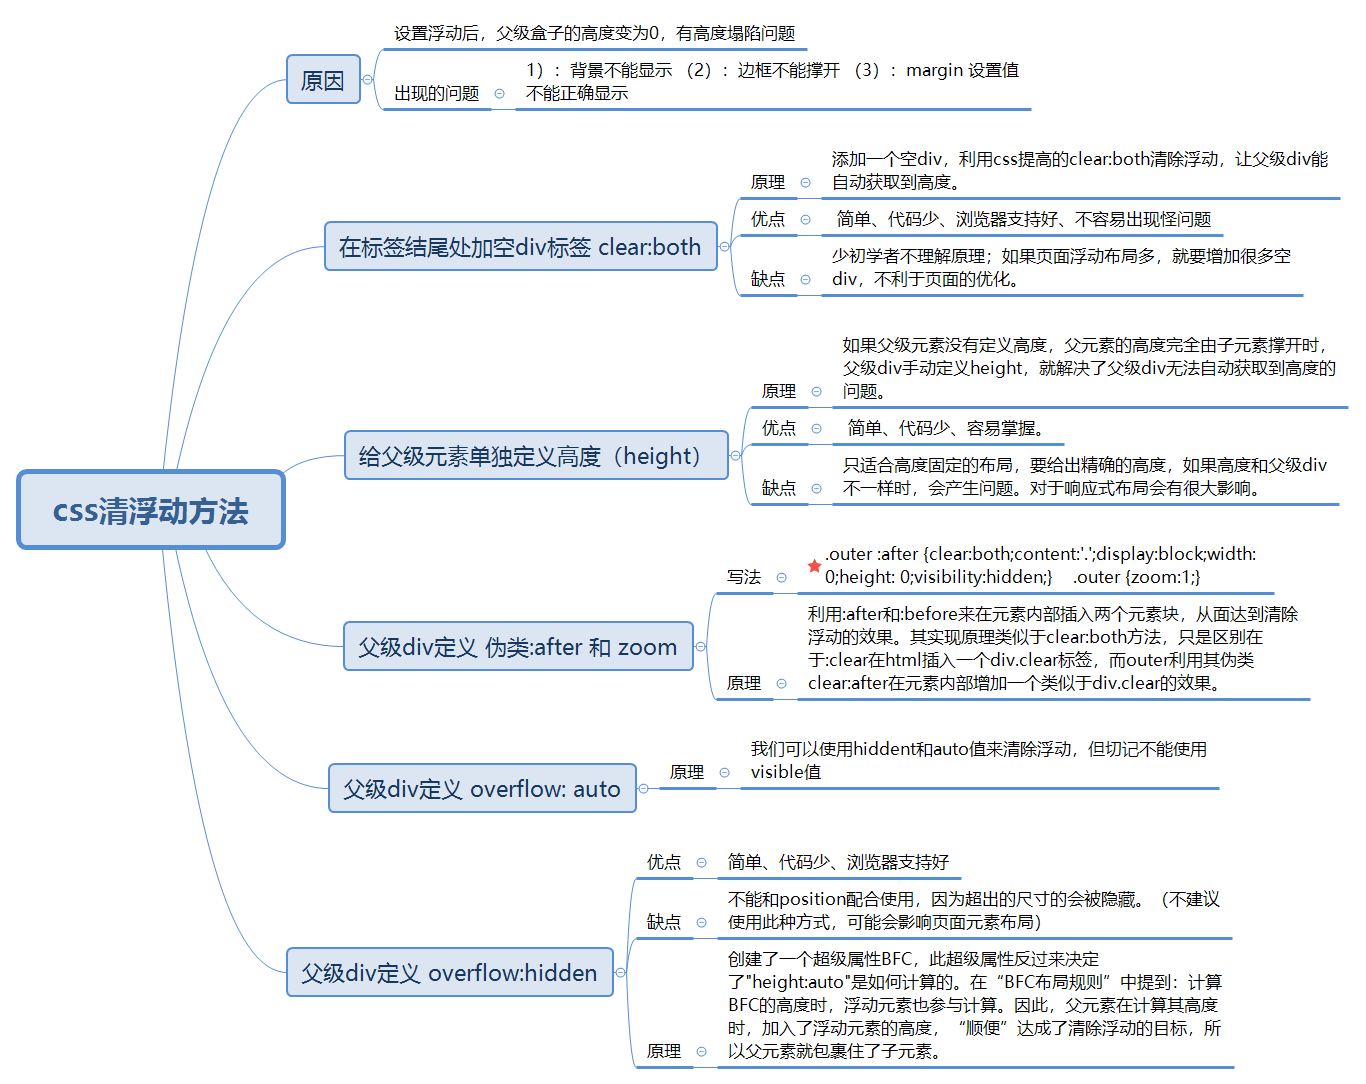 css清浮动方法
原因
设置浮动后，父级盒子的高度变为0，有高度塌陷问题
出现的问题
1）：背景不能显示 （2）：边框不能撑开 （3）：margin 设置值
不能正确显示
在标签结尾处加空div标签 clear:both
原理
添加一个空div，利用css提高的clear:both清除浮动，让父级div能
自动获取到高度。
优点
简单、代码少、浏览器支持好、不容易出现怪问题
缺点
少初学者不理解原理；如果页面浮动布局多，就要增加很多空
div，不利于页面的优化。
给父级元素单独定义高度（height）
原理
如果父级元素没有定义高度，父元素的高度完全由子元素撑开时，
父级div手动定义height，就解决了父级div无法自动获取到高度的
问题。
优点
简单、代码少、容易掌握。
缺点
只适合高度固定的布局，要给出精确的高度，如果高度和父级div
不一样时，会产生问题。对于响应式布局会有很大影响。
父级div定义 伪类:after 和 zoom
写法
.outer :after {clear:both;content:'.';display:block;width:
0;height: 0;visibility:hidden;} .outer {zoom:1;}
原理
利用:after和:before来在元素内部插入两个元素块，从面达到清除
浮动的效果。其实现原理类似于clear:both方法，只是区别在
于:clear在html插入一个div.clear标签，而outer利用其伪类
clear:after在元素内部增加一个类似于div.clear的效果。
父级div定义 overflow: auto
原理
我们可以使用hiddent和auto值来清除浮动，但切记不能使用
visible值
父级div定义 overflow:hidden
优点
简单、代码少、浏览器支持好
缺点
不能和position配合使用，因为超出的尺寸的会被隐藏。（不建议
使用此种方式，可能会影响页面元素布局）
原理
创建了一个超级属性BFC，此超级属性反过来决定
了"height:auto"是如何计算的。在“BFC布局规则”中提到：计算
BFC的高度时，浮动元素也参与计算。因此，父元素在计算其高度
时，加入了浮动元素的高度，“顺便”达成了清除浮动的目标，所
以父元素就包裹住了子元素。